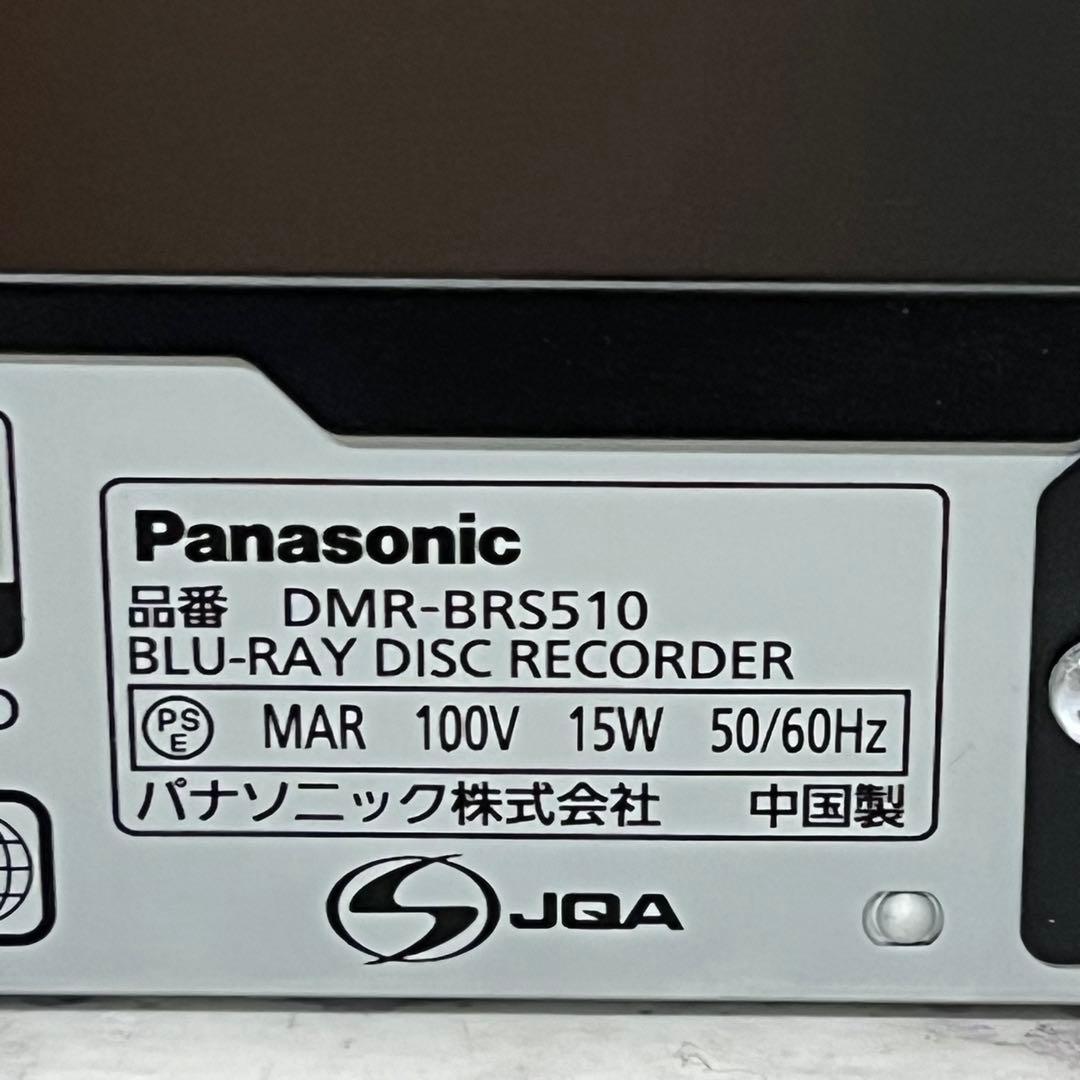 Panasonic
品番 DMR-BRS510
BLU-RAY DISC RECORDER
PSE MAR 100V 15W 50/60Hz
パナソニック株式会社 中国製
JQA